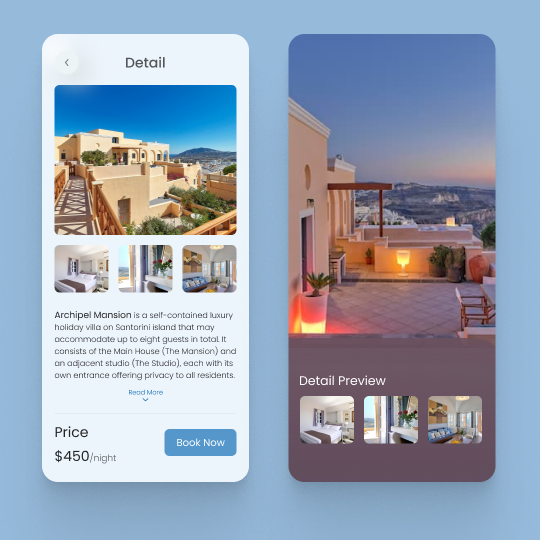 Detail
Archipel Mansion is a self-contained luxury
holiday villa on Santorini island that may
accommodate up to eight guests in total. It
consists of the Main House (The Mansion) and
an adjacent studio (The Studio), each with its
own entrance offering privacy to all residents.
Read More
Price
$450/night
Book Now
Detail Preview